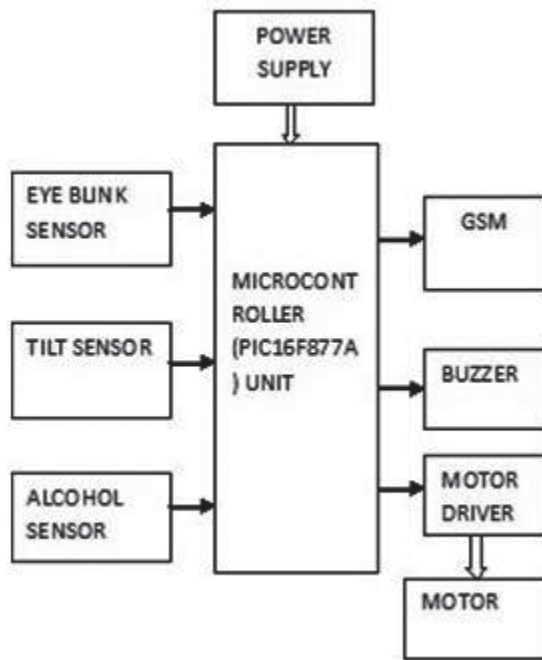 POWER
SUPPLY
EYE BLINK
SENSOR
TILT SENSOR
ALCOHOL
SENSOR
MICROCONT
ROLLER
(PIC16F877A
) UNIT
GSM
BUZZER
MOTOR
DRIVER
MOTOR